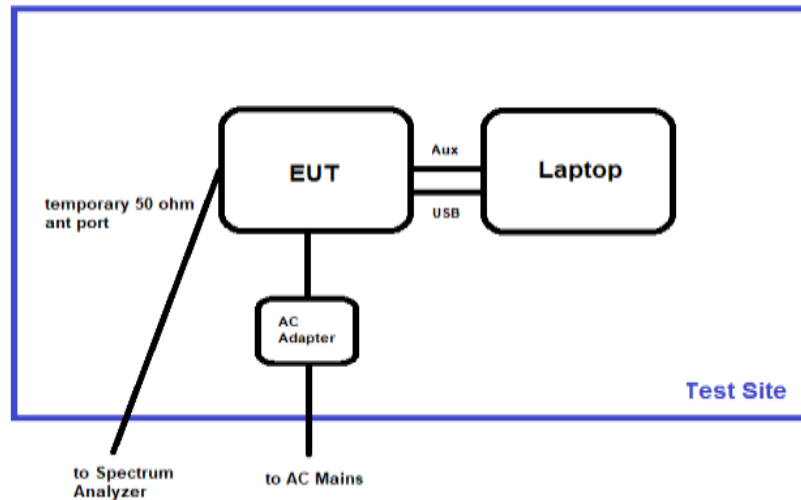 Aux
EUT
Laptop
temporary 50 ohm
ant port
USB
AC
Adapter
Test Site
to Spectrum
Analyzer
to AC Mains